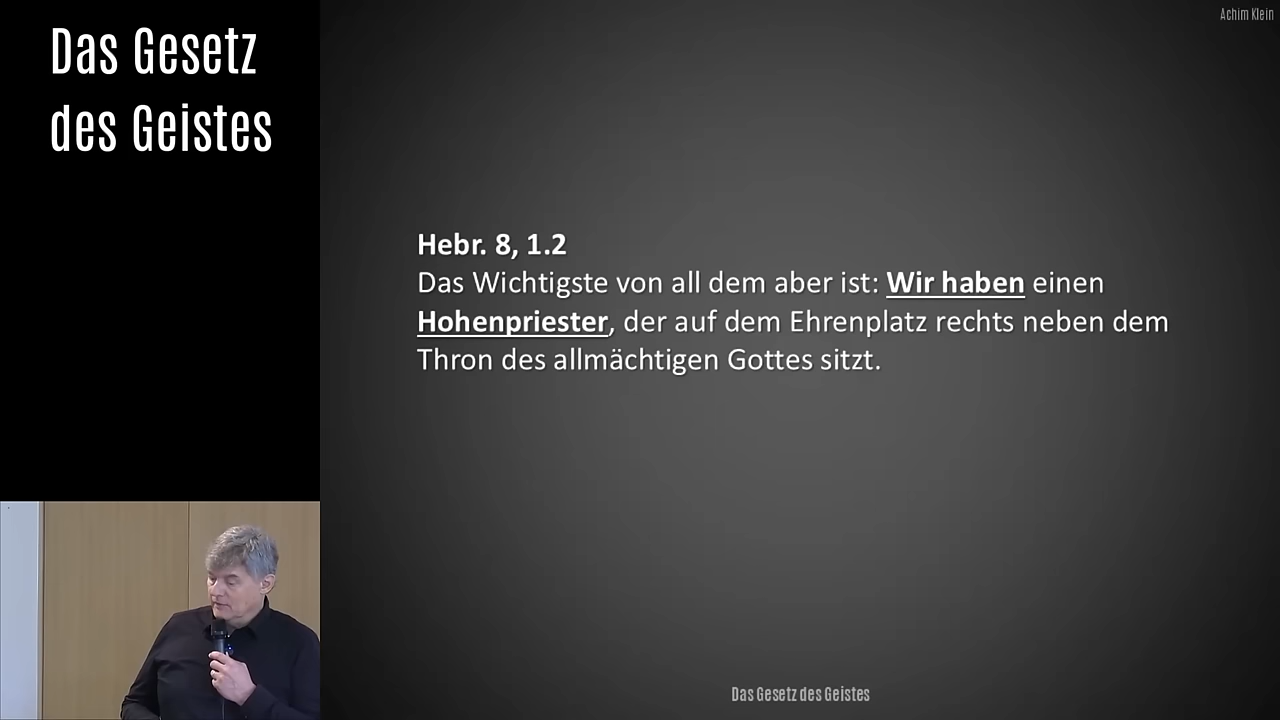 Das Gesetz
des Geistes
Achim Klein
Hebr. 8, 1.2
Das Wichtigste von all dem aber ist: Wir haben einen
Hohenpriester, der auf dem Ehrenplatz rechts neben dem
Thron des allmächtigen Gottes sitzt.
Das Gesetz des Geistes